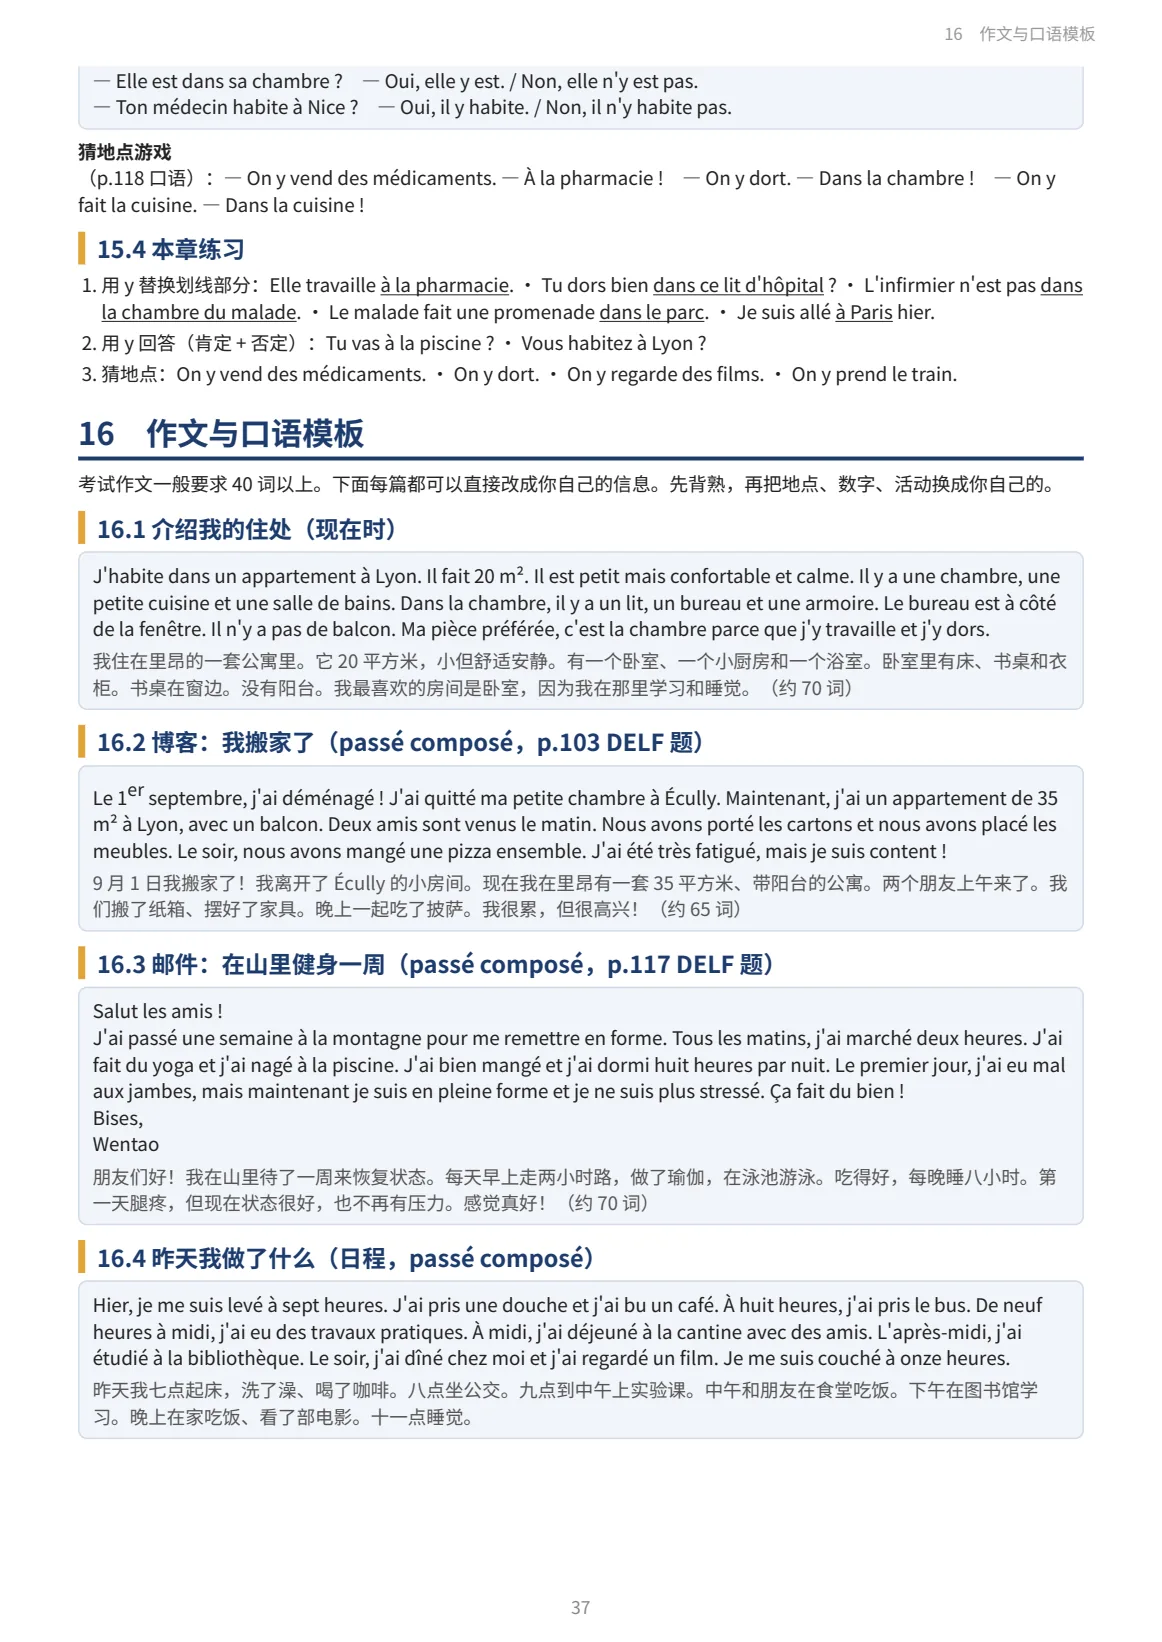 16 作文与口语模板
— Elle est dans sa chambre ? — Oui, elle y est. / Non, elle n'y est pas.
— Ton médecin habite à Nice ? — Oui, il y habite. / Non, il n'y habite pas.
猜地点游戏
（p.118 口语）：— On y vend des médicaments. — À la pharmacie ! — On y dort. — Dans la chambre ! — On y
fait la cuisine. — Dans la cuisine !
15.4 本章练习
1. 用 y 替换划线部分：Elle travaille à la pharmacie. • Tu dors bien dans ce lit d'hôpital ? • L'infirmier n'est pas dans
la chambre du malade. • Le malade fait une promenade dans le parc. • Je suis allé à Paris hier.
2. 用 y 回答（肯定 + 否定）：Tu vas à la piscine ? • Vous habitez à Lyon ?
3. 猜地点：On y vend des médicaments. • On y dort. • On y regarde des films. • On y prend le train.
16 作文与口语模板
考试作文一般要求 40 词以上。下面每篇都可以直接改成你自己的信息。先背熟，再把地点、数字、活动换成你自己的。
16.1 介绍我的住处（现在时）
J'habite dans un appartement à Lyon. Il fait 20 m². Il est petit mais confortable et calme. Il y a une chambre, une
petite cuisine et une salle de bains. Dans la chambre, il y a un lit, un bureau et une armoire. Le bureau est à côté
de la fenêtre. Il n'y a pas de balcon. Ma pièce préférée, c'est la chambre parce que j'y travaille et j'y dors.
我住在里昂的一套公寓里。它 20 平方米，小但舒适安静。有一个卧室、一个小厨房和一个浴室。卧室里有床、书桌和衣
柜。书桌在窗边。没有阳台。我最喜欢的房间是卧室，因为我在那里学习和睡觉。（约 70 词）
16.2 博客：我搬家了（passé composé，p.103 DELF 题）
Le 1er septembre, j'ai déménagé ! J'ai quitté ma petite chambre à Écully. Maintenant, j'ai un appartement de 35
m² à Lyon, avec un balcon. Deux amis sont venus le matin. Nous avons porté les cartons et nous avons placé les
meubles. Le soir, nous avons mangé une pizza ensemble. J'ai été très fatigué, mais je suis content !
9 月 1 日我搬家了！我离开了 Écully 的小房间。现在我在里昂有一套 35 平方米、带阳台的公寓。两个朋友上午来了。我
们搬了纸箱、摆好了家具。晚上一起吃了披萨。我很累，但很高兴！（约 65 词）
16.3 邮件：在山里健身一周（passé composé，p.117 DELF 题）
Salut les amis !
J'ai passé une semaine à la montagne pour me remettre en forme. Tous les matins, j'ai marché deux heures. J'ai
fait du yoga et j'ai nagé à la piscine. J'ai bien mangé et j'ai dormi huit heures par nuit. Le premier jour, j'ai eu mal
aux jambes, mais maintenant je suis en pleine forme et je ne suis plus stressé. Ça fait du bien !
Bises,
Wentao
朋友们好！我在山里待了一周来恢复状态。每天早上走两小时路，做了瑜伽，在泳池游泳。吃得好，每晚睡八小时。第
一天腿疼，但现在状态很好，也不再有压力。感觉真好！（约 70 词）
16.4 昨天我做了什么（日程，passé composé）
Hier, je me suis levé à sept heures. J'ai pris une douche et j'ai bu un café. À huit heures, j'ai pris le bus. De neuf
heures à midi, j'ai eu des travaux pratiques. À midi, j'ai déjeuné à la cantine avec des amis. L'après-midi, j'ai
étudié à la bibliothèque. Le soir, j'ai dîné chez moi et j'ai regardé un film. Je me suis couché à onze heures.
昨天我七点起床，洗了澡、喝了咖啡。八点坐公交。九点到中午上实验课。中午和朋友在食堂吃饭。下午在图书馆学
习。晚上在家吃饭、看了部电影。十一点睡觉。
37